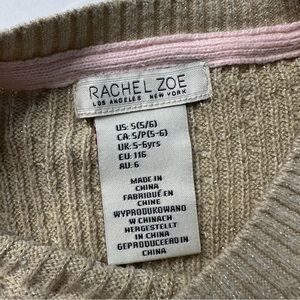 RACHEL ZOE
LOS ANGELES NEW YORK
US: S(5/6)
CA: S/P(5-6)
UK: 5-6yrs
EU: 116
AU: 6
MADE IN
CHINA
FABRIQUÉ EN
CHINE
WYPRODUKOWANO
W CHINACH
HERGESTELLT
IN CHINA
GEPRODUCEERD IN
CHINA